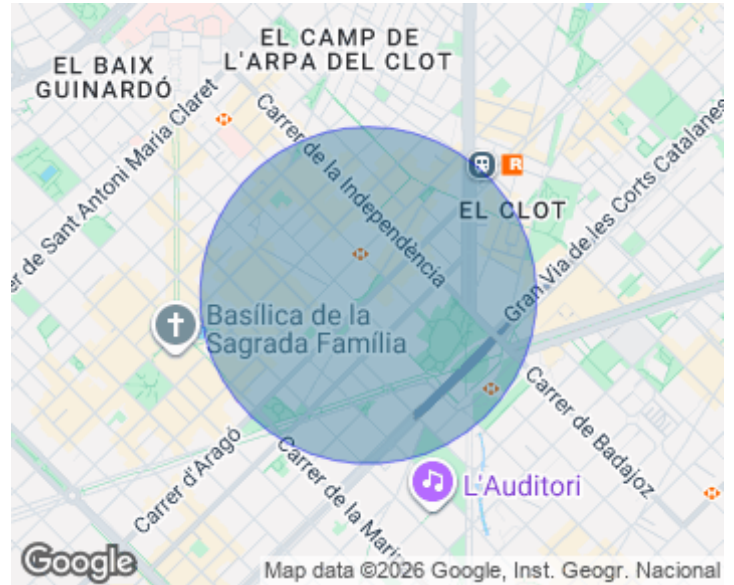 EL CAMP DE
L'ARPA DEL CLOT
EL BAIX
GUINARDÓ
Carrer de la Independència
er de Sant Antoni Maria Claret
R
EL CLOT
Gran Via de les Corts Catalanes
Basílica de la
Sagrada Família
Carrer d'Aragó
Carrer de la Marin
Carrer de Badajoz
L'Auditori
Google
Map data ©2026 Google, Inst. Geogr. Nacional